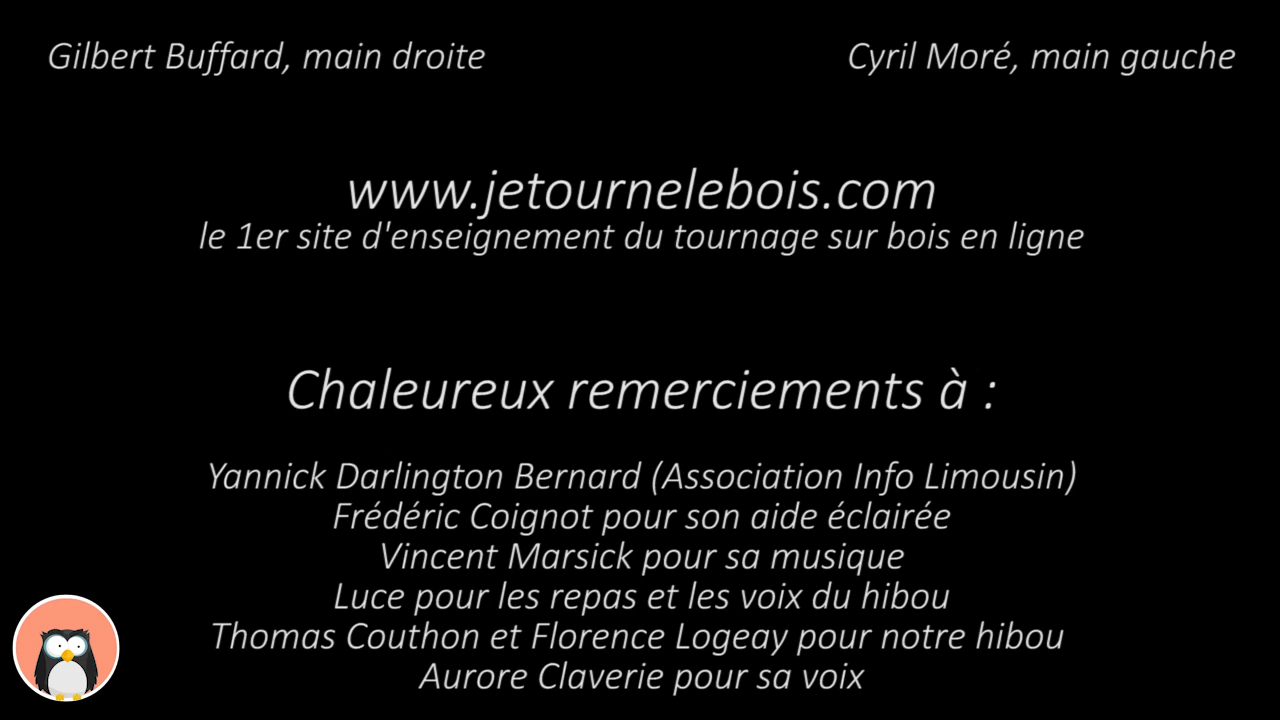 Gilbert Buffard, main droite
Cyril Moré, main gauche
www.jetournelebois.com
le 1er site d'enseignement du tournage sur bois en ligne
Chaleureux remerciements à :
Yannick Darlington Bernard (Association Info Limousin)
Frédéric Coignot pour son aide éclairée
Vincent Marsick pour sa musique
Luce pour les repas et les voix du hibou
Thomas Couthon et Florence Logeay pour notre hibou
Aurore Claverie pour sa voix